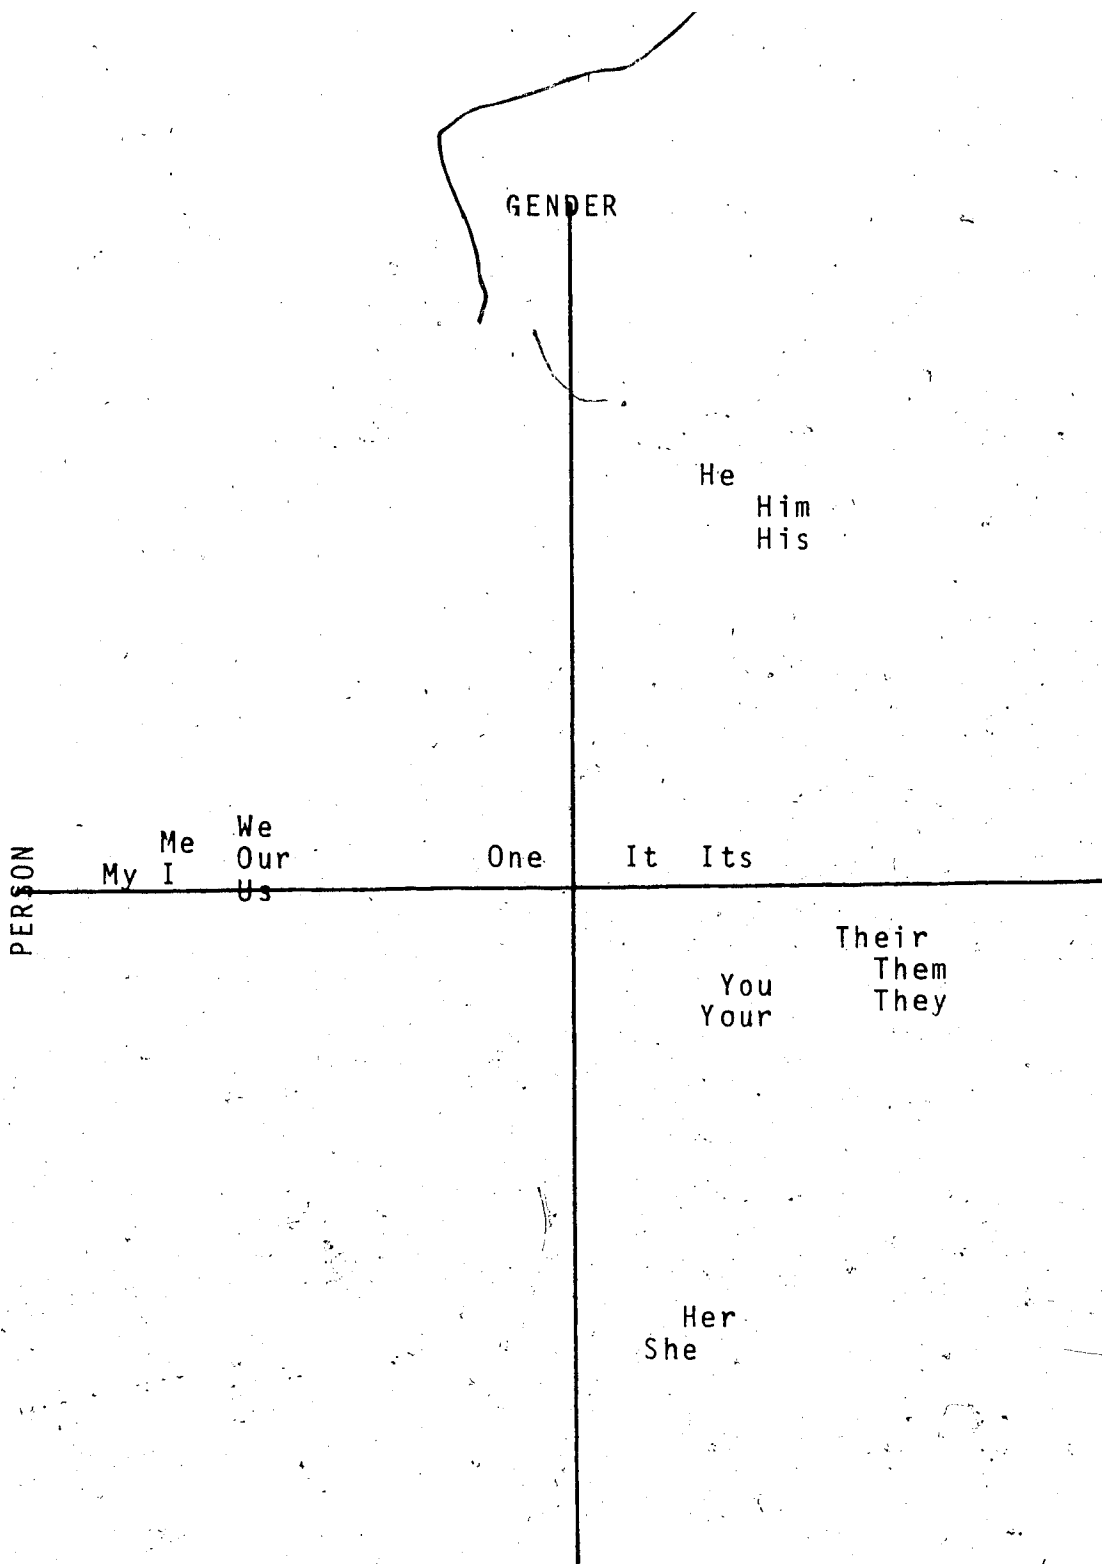 GENDER
He
Him
His
We
Me
Our
One
It
Its
My
I
Us
PERSON
Their
Them
You
They
Your
Her
She